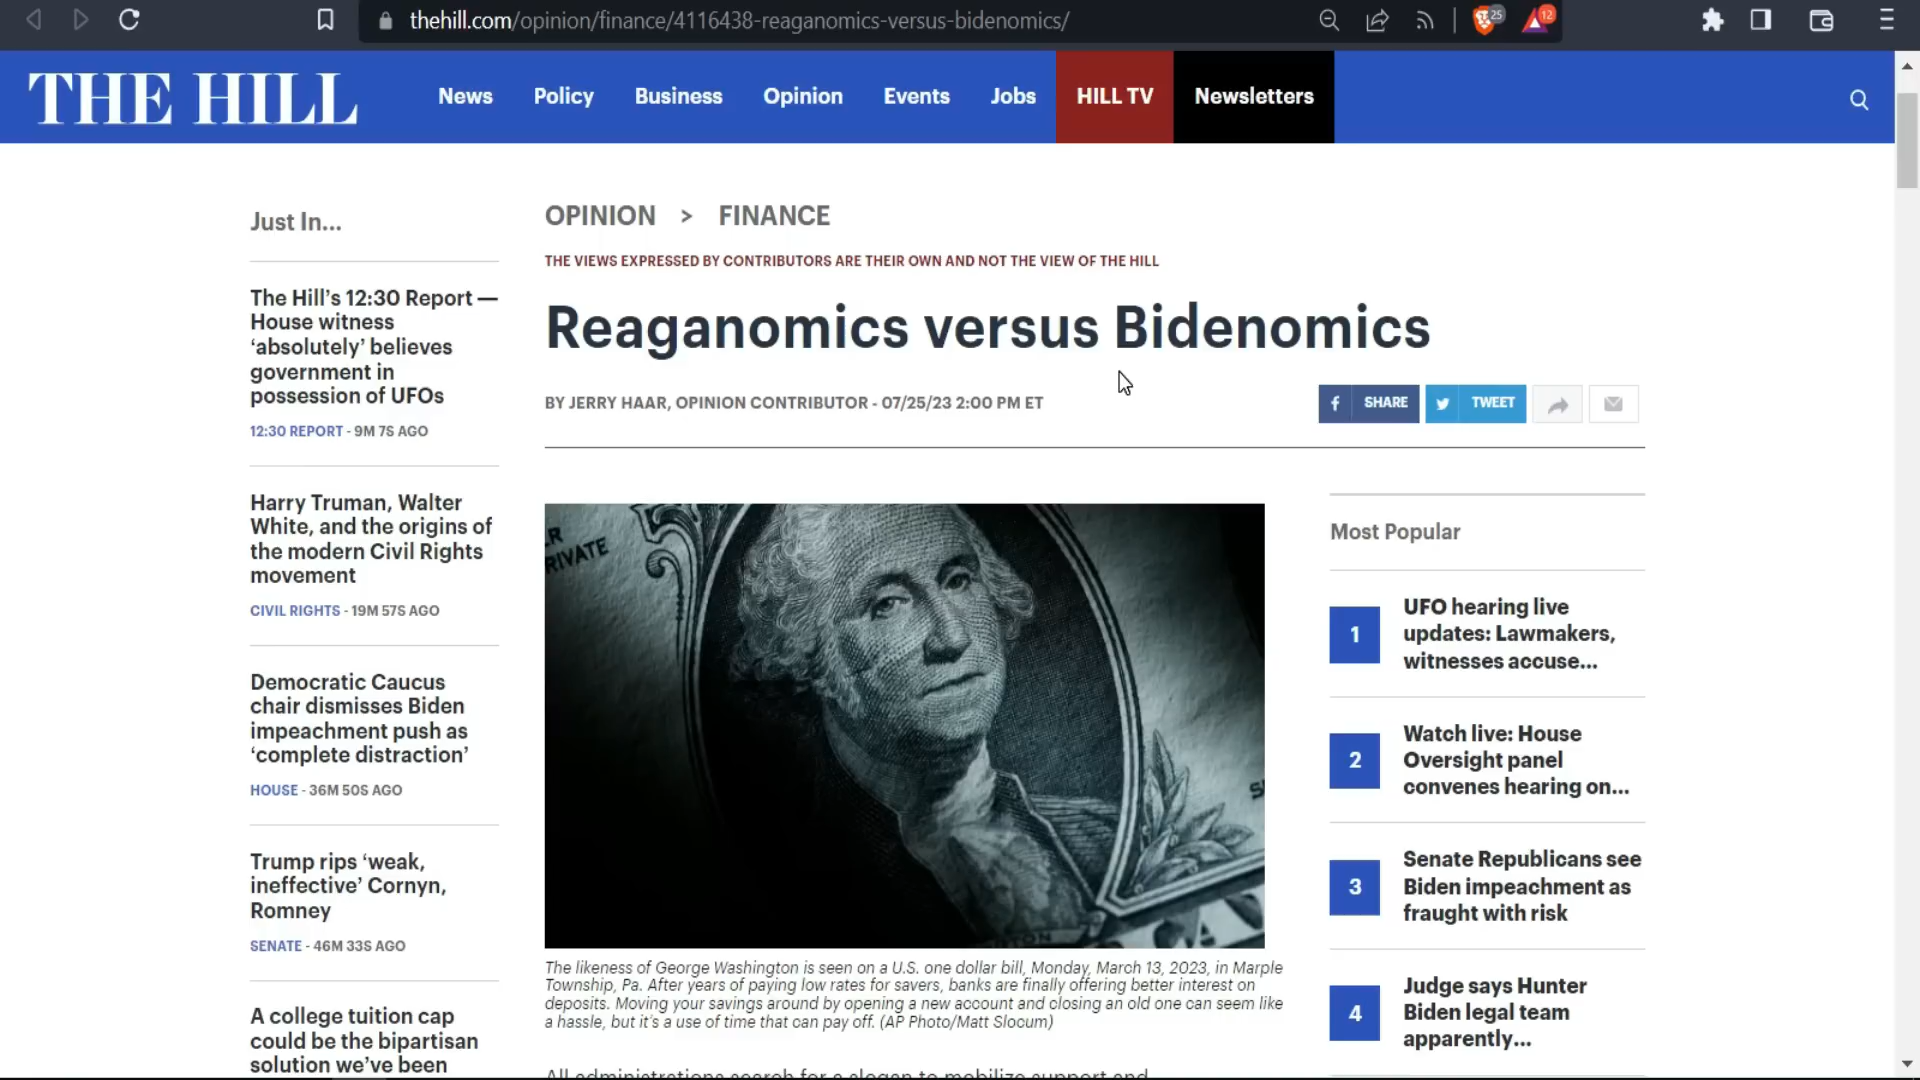 thehill.com/opinion/finance/4116438-reaganomics-versus-bidenomics/
25
12
THE HILL
News
Policy
Business
Opinion
Events
Jobs
HILL TV
Newsletters
Just In...
The Hill's 12:30 Report —
House witness
'absolutely' believes
government in
possession of UFOs
12:30 REPORT - 9M 7S AGO
Harry Truman, Walter
White, and the origins of
the modern Civil Rights
movement
CIVIL RIGHTS - 19M 57S AGO
Democratic Caucus
chair dismisses Biden
impeachment push as
'complete distraction'
HOUSE - 36M 50S AGO
Trump rips 'weak,
ineffective' Cornyn,
Romney
SENATE - 46M 33S AGO
A college tuition cap
could be the bipartisan
solution we've been
OPINION > FINANCE
THE VIEWS EXPRESSED BY CONTRIBUTORS ARE THEIR OWN AND NOT THE VIEW OF THE HILL
Reaganomics versus Bidenomics
BY JERRY HAAR, OPINION CONTRIBUTOR - 07/25/23 2:00 PM ET
SHARE
TWEET
PRIVATE
The likeness of George Washington is seen on a U.S. one dollar bill, Monday, March 13, 2023, in Marple
Township, Pa. After years of paying low rates for savers, banks are finally offering better interest on
deposits. Moving your savings around by opening a new account and closing an old one can seem like
a hassle, but it's a use of time that can pay off. (AP Photo/Matt Slocum)
All administrations search for a slogan to mobilize support and
Most Popular
1
UFO hearing live
updates: Lawmakers,
witnesses accuse...
2
Watch live: House
Oversight panel
convenes hearing on...
3
Senate Republicans see
Biden impeachment as
fraught with risk
4
Judge says Hunter
Biden legal team
apparently...